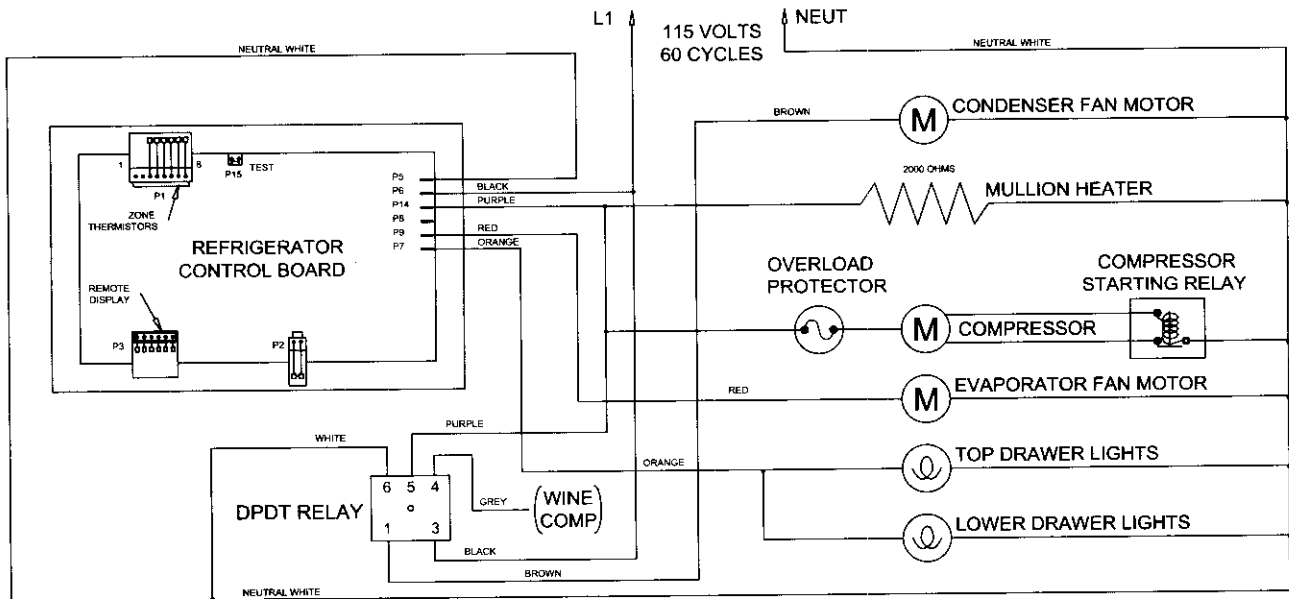 L1
115 VOLTS
60 CYCLES
NEUT
NEUTRAL WHITE
NEUTRAL WHITE
BROWN
CONDENSER FAN MOTOR
M
1
8
P1
P15
TEST
ZONE
THERMISTORS
P5
P6
P14
P8
P9
P7
BLACK
PURPLE
RED
ORANGE
2000 OHMS
MULLION HEATER
REFRIGERATOR
CONTROL BOARD
REMOTE
DISPLAY
P3
P2
OVERLOAD
PROTECTOR
M
COMPRESSOR
COMPRESSOR
STARTING RELAY
RED
M
EVAPORATOR FAN MOTOR
PURPLE
WHITE
ORANGE
TOP DRAWER LIGHTS
DPDT RELAY
6 5 4
1 3
GREY
(WINE
COMP)
LOWER DRAWER LIGHTS
BLACK
BROWN
NEUTRAL WHITE